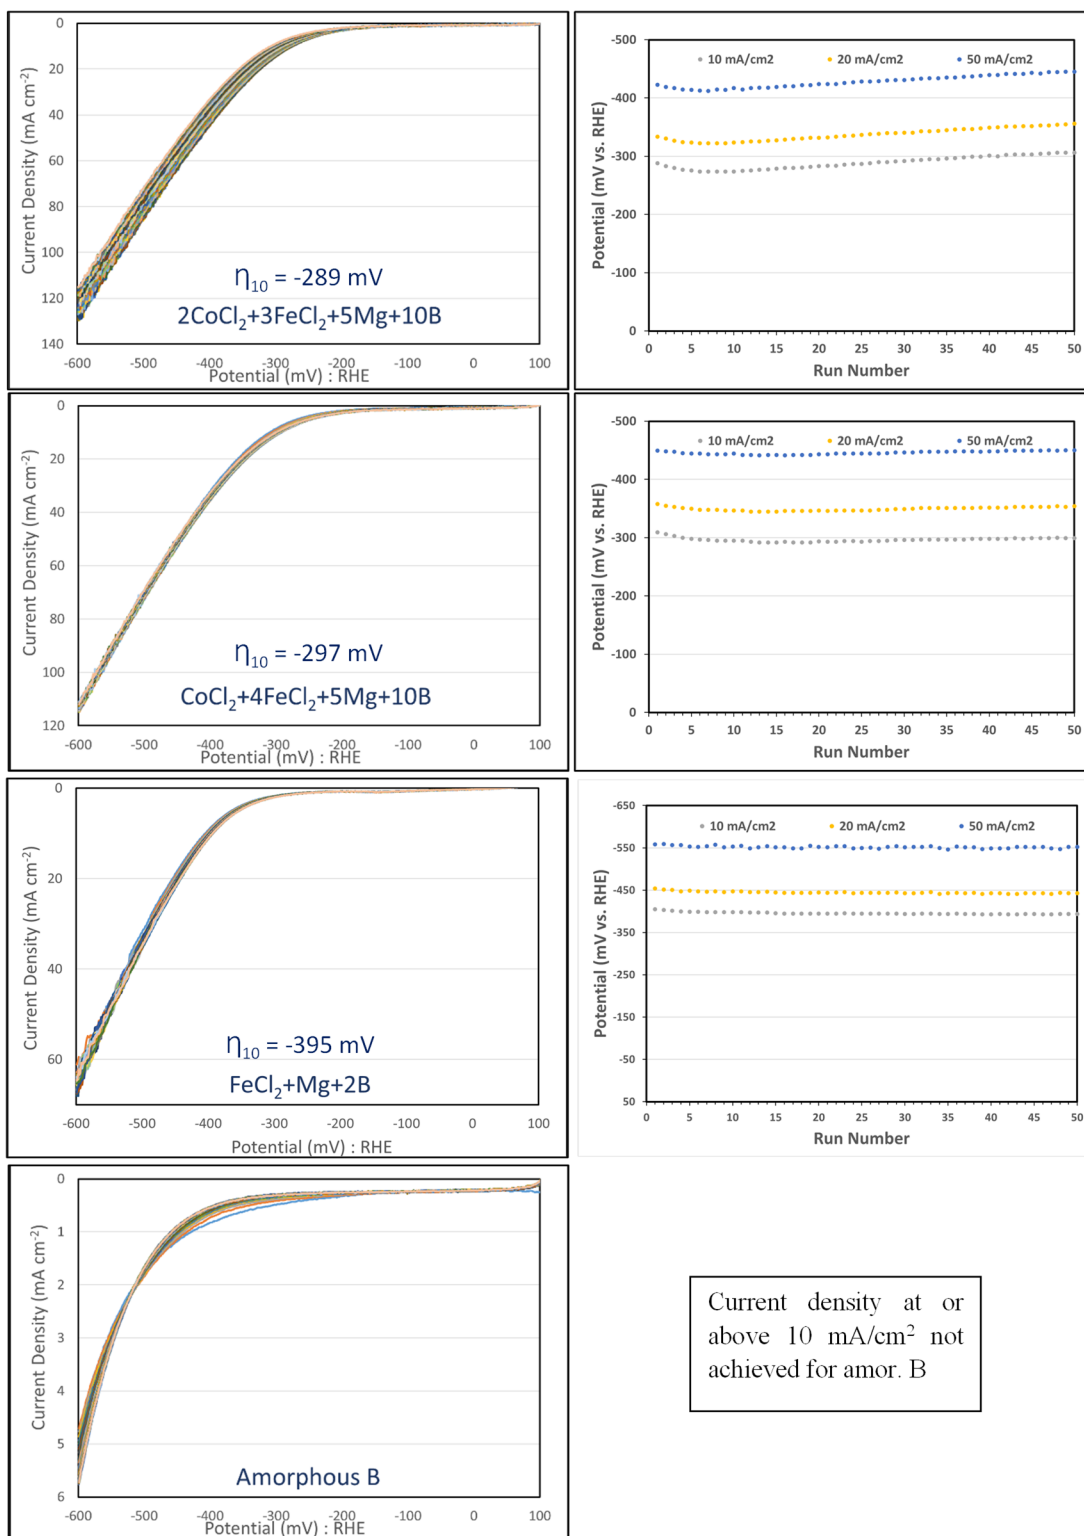 0
20
40
60
80
100
120
140
Current Density (mA cm-2)
η10 = -289 mV
2CoCl2+3FeCl2+5Mg+10B
-600 -500 -400 -300 -200 -100 0 100
Potential (mV) : RHE
-500
-400
-300
-200
-100
0
Potential (mV vs. RHE)
10 mA/cm2 20 mA/cm2 50 mA/cm2
0 5 10 15 20 25 30 35 40 45 50
Run Number
0
20
40
60
80
100
120
Current Density (mA cm-2)
η10 = -297 mV
CoCl2+4FeCl2+5Mg+10B
-600 -500 -400 -300 -200 -100 0 100
Potential (mV) : RHE
-500
-400
-300
-200
-100
0
Potential (mV vs. RHE)
10 mA/cm2 20 mA/cm2 50 mA/cm2
0 5 10 15 20 25 30 35 40 45 50
Run Number
0
20
40
60
Current Density (mA cm-2)
η10 = -395 mV
FeCl2+Mg+2B
-600 -500 -400 -300 -200 -100 0 100
Potential (mV) : RHE
-650
-550
-450
-350
-250
-150
-50
50
Potential (mV vs. RHE)
10 mA/cm2 20 mA/cm2 50 mA/cm2
0 5 10 15 20 25 30 35 40 45 50
Run Number
0
1
2
3
4
5
6
Current Density (mA cm-2)
Amorphous B
-600 -500 -400 -300 -200 -100 0 100
Potential (mV) : RHE
Current density at or
above 10 mA/cm2 not
achieved for amor. B